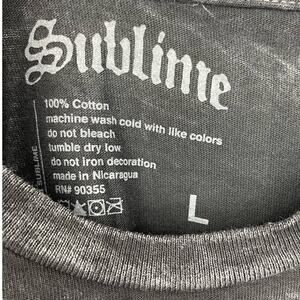 Sublime
100% Cotton
machine wash cold with like colors
do not bleach
tumble dry low
do not iron decoration
made in Nicaragua
RN# 90355
SUBLIME
L